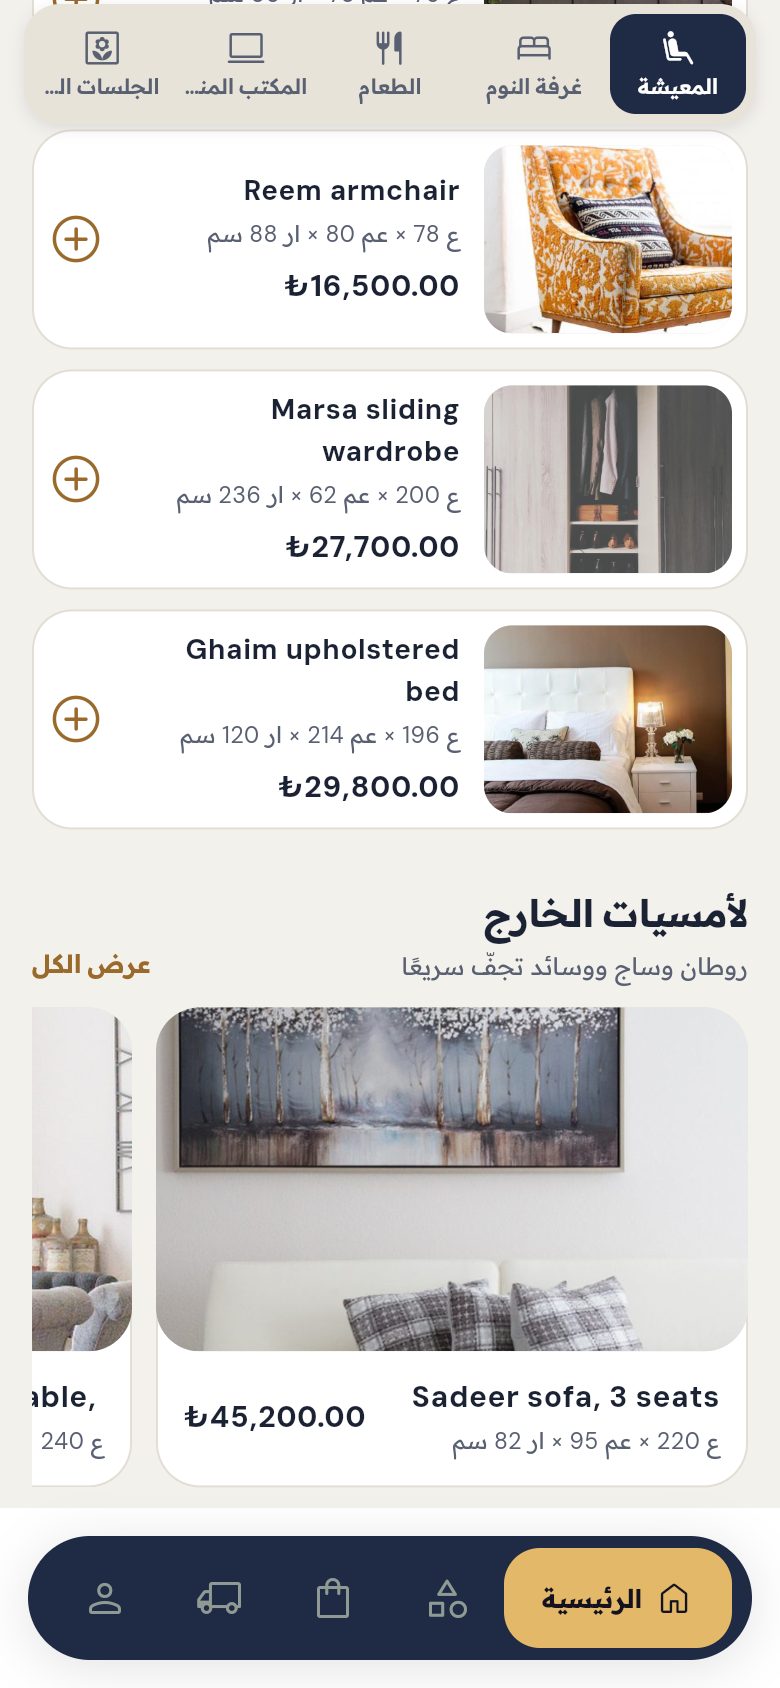 المعيشة
غرفة النوم
الطعام
المكتب المنـ...
الجلسات الـ...
Reem armchair
ع 78 × عم 80 × ار 88 سم
₺16,500.00
Marsa sliding
wardrobe
ع 200 × عم 62 × ار 236 سم
₺27,700.00
Ghaim upholstered
bed
ع 196 × عم 214 × ار 120 سم
₺29,800.00
لأمسيات الخارج
روطان وساج ووسائد تجفّ سريعًا
عرض الكل
Sadeer sofa, 3 seats
ع 220 × عم 95 × ار 82 سم
₺45,200.00
able,
ع 240
الرئيسية